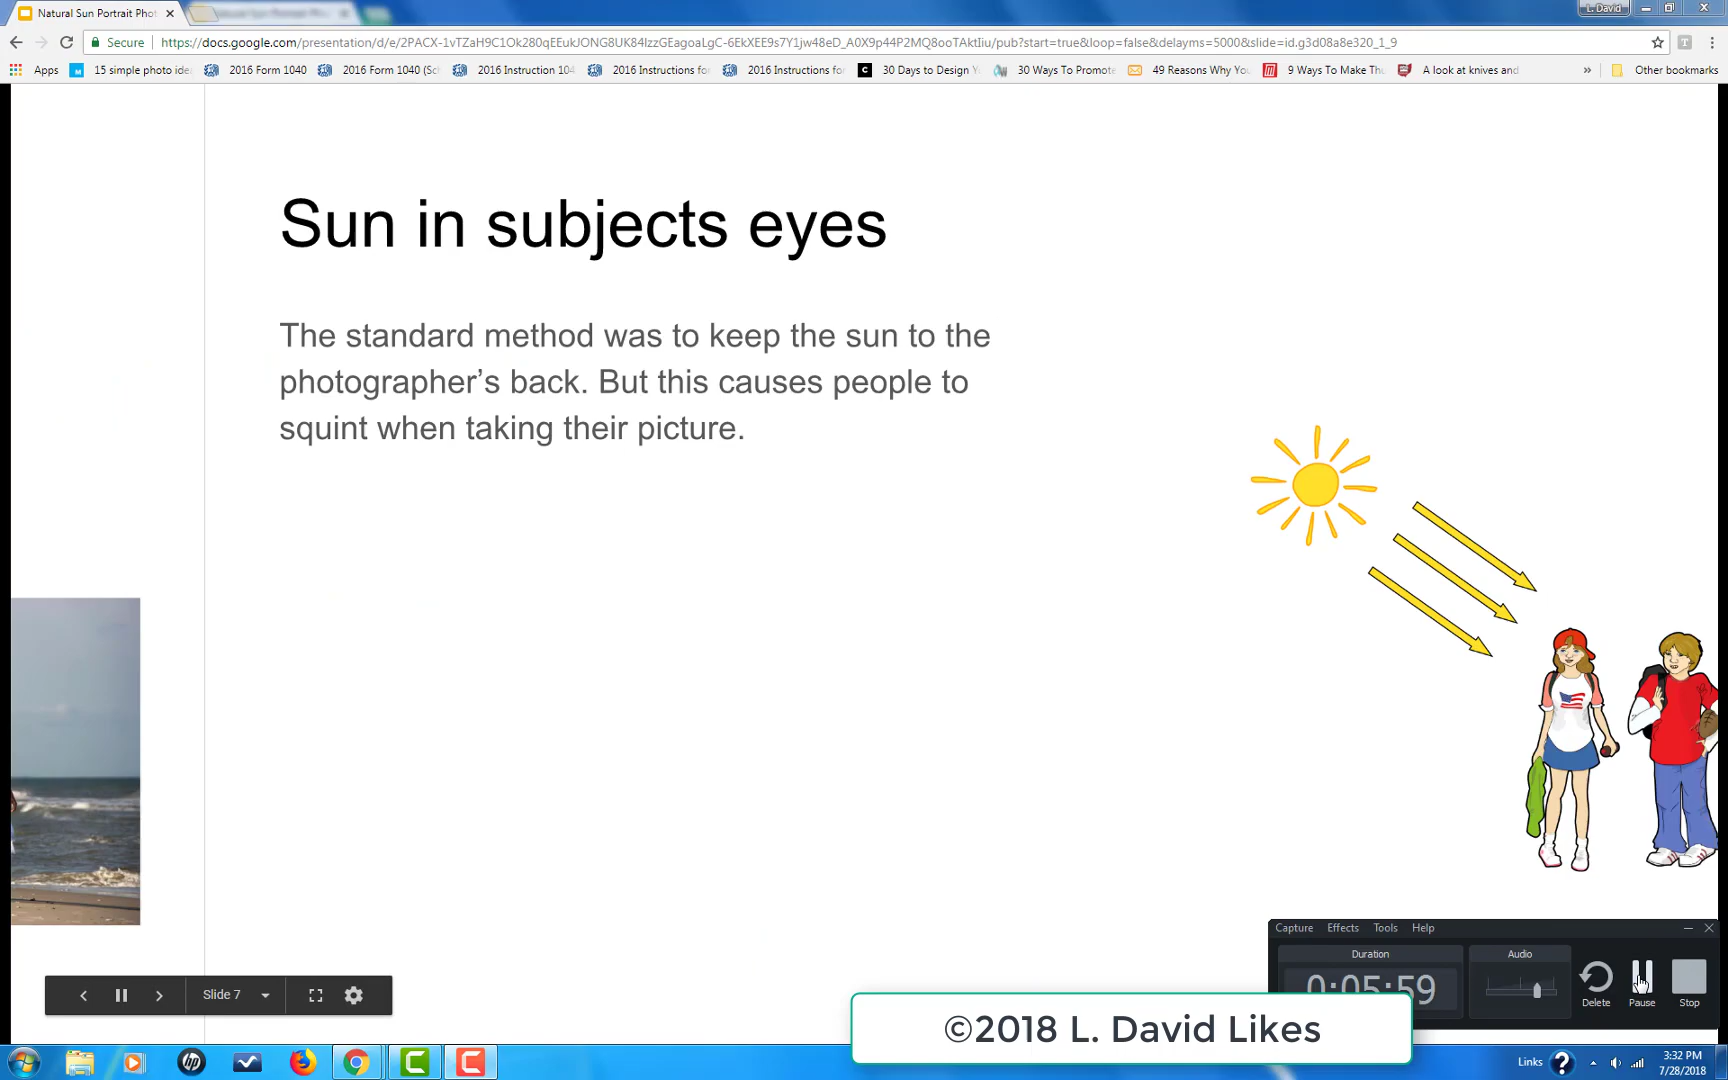 Natural Sun Portrait Phot
L. David
Secure
https://docs.google.com/presentation/d/e/2PACX-1vTZaH9C1Ok280qEEukJONG8UK84IzzGEagoaLgC-6EkXEE9s7Y1jw48eD_A0X9p44P2MQ8ooTAktIiu/pub?start=true&loop=false&delayms=5000&slide=id.g3d08a8e320_1_9
Apps 15 simple photo ide 2016 Form 1040 2016 Form 1040 (Sc 2016 Instruction 104 2016 Instructions fo 2016 Instructions for 30 Days to Design Y 30 Ways To Promote 49 Reasons Why You 9 Ways To Make Th A look at knives and » Other bookmarks
Sun in subjects eyes
The standard method was to keep the sun to the
photographer’s back. But this causes people to
squint when taking their picture.
Capture Effects Tools Help
Duration Audio
0:05:59
Delete Pause Stop
Slide 7
©2018 L. David Likes
Links
3:32 PM
7/28/2018